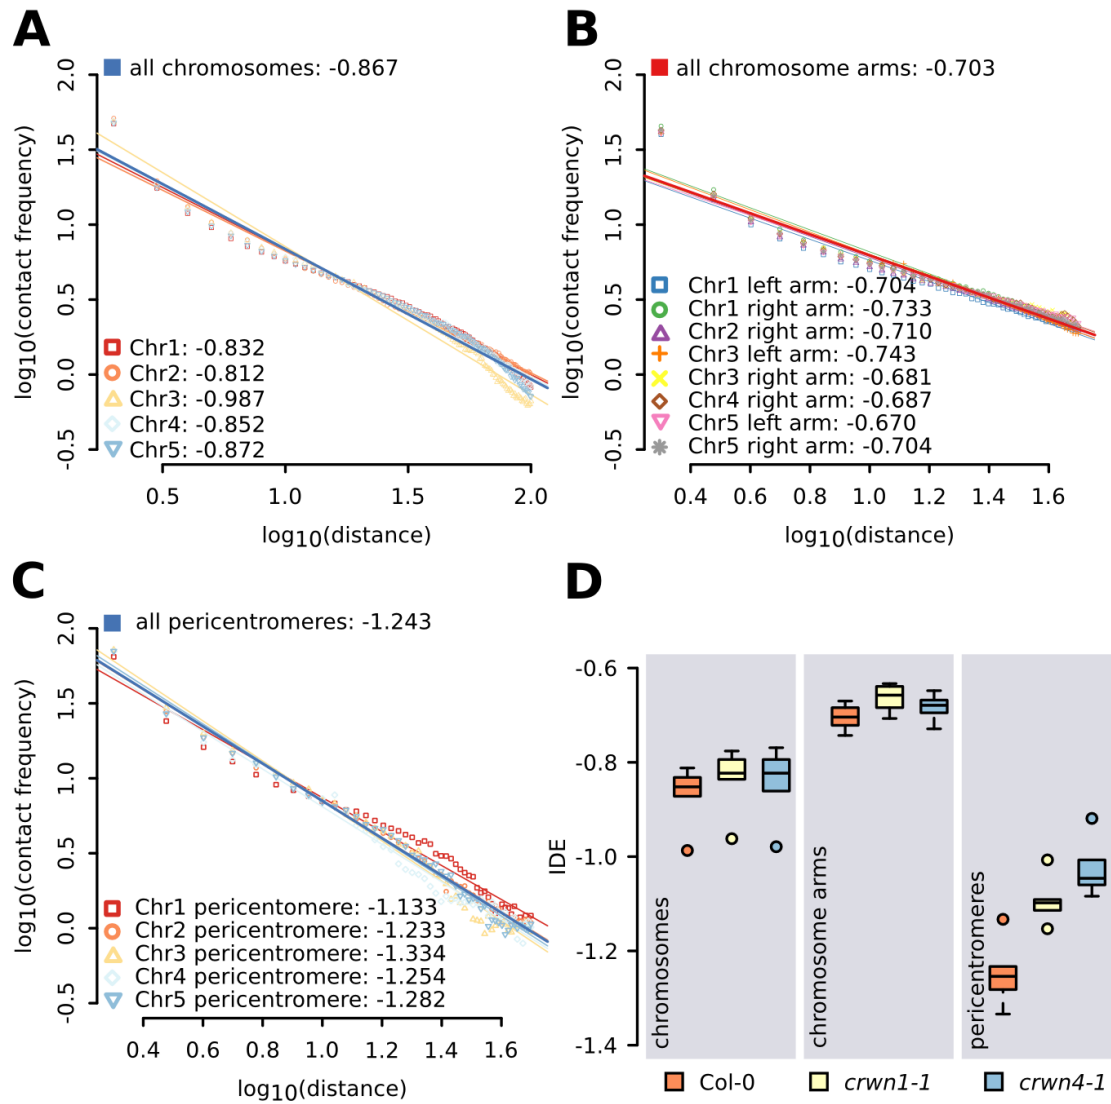 A
all chromosomes: -0.867
log10(contact frequency)
2.0
1.5
1.0
0.5
0.0
-0.5
Chr1: -0.832
Chr2: -0.812
Chr3: -0.987
Chr4: -0.852
Chr5: -0.872
0.5 1.0 1.5 2.0
log10(distance)
B
all chromosome arms: -0.703
log10(contact frequency)
2.0
1.5
1.0
0.5
0.0
-0.5
Chr1 left arm: -0.704
Chr1 right arm: -0.733
Chr2 right arm: -0.710
Chr3 left arm: -0.743
Chr3 right arm: -0.681
Chr4 right arm: -0.687
Chr5 left arm: -0.670
Chr5 right arm: -0.704
0.4 0.6 0.8 1.0 1.2 1.4 1.6
log10(distance)
C
all pericentromeres: -1.243
log10(contact frequency)
2.0
1.5
1.0
0.5
0.0
-0.5
Chr1 pericentomere: -1.133
Chr2 pericentromere: -1.233
Chr3 pericentromere: -1.334
Chr4 pericentromere: -1.254
Chr5 pericentromere: -1.282
0.4 0.6 0.8 1.0 1.2 1.4 1.6
log10(distance)
D
IDE
-0.6
-0.8
-1.0
-1.2
-1.4
chromosomes
chromosome arms
pericentromeres
Col-0 crwn1-1 crwn4-1